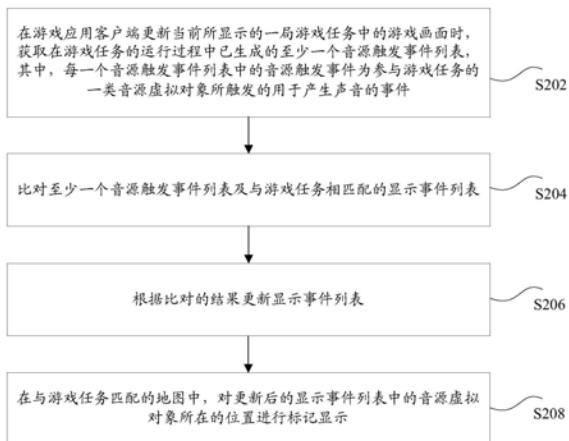 在游戏应用客户端更新当前所显示的一局游戏任务中的游戏画面时,
获取在游戏任务的运行过程中已生成的至少一个音源触发事件列表,
其中,每一个音源触发事件列表中的音源触发事件为参与游戏任务的
一类音源虚拟对象所触发的用于产生声音的事件
S202
比对至少一个音源触发事件列表及与游戏任务相匹配的显示事件列表
S204
根据比对的结果更新显示事件列表
S206
在与游戏任务匹配的地图中,对更新后的显示事件列表中的音源虚拟
对象所在的位置进行标记显示
S208